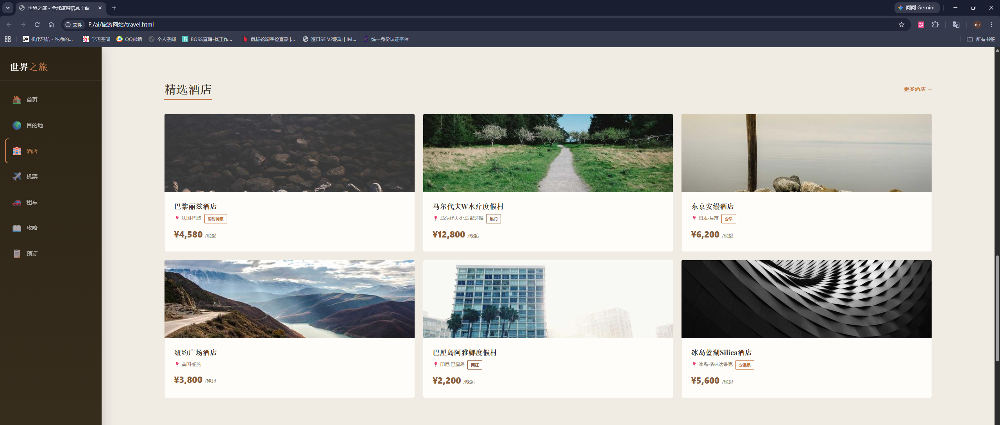 世界之旅 - 全球旅游信息平台
问问 Gemini
文件 F:/ai/旅游网站/travel.html
dc
机佬导航 - 纯净的...
学习空间
QQ邮箱
个人空间
BOSS直聘-找工作...
鼠标轮询率检查器 |...
逐日SE V2驱动 | IM...
统一身份认证平台
所有书签
世界之旅
首页
目的地
酒店
机票
租车
攻略
预订
精选酒店
更多酒店 →
巴黎丽兹酒店
法国·巴黎 限时特惠
¥4,580 /晚起
马尔代夫W水疗度假村
马尔代夫·北马累环礁 热门
¥12,800 /晚起
东京安缦酒店
日本·东京 含早
¥6,200 /晚起
纽约广场酒店
美国·纽约
¥3,800 /晚起
巴厘岛阿雅娜度假村
印尼·巴厘岛 网红
¥2,200 /晚起
冰岛蓝湖Silica酒店
冰岛·格林达维克 含温泉
¥5,600 /晚起